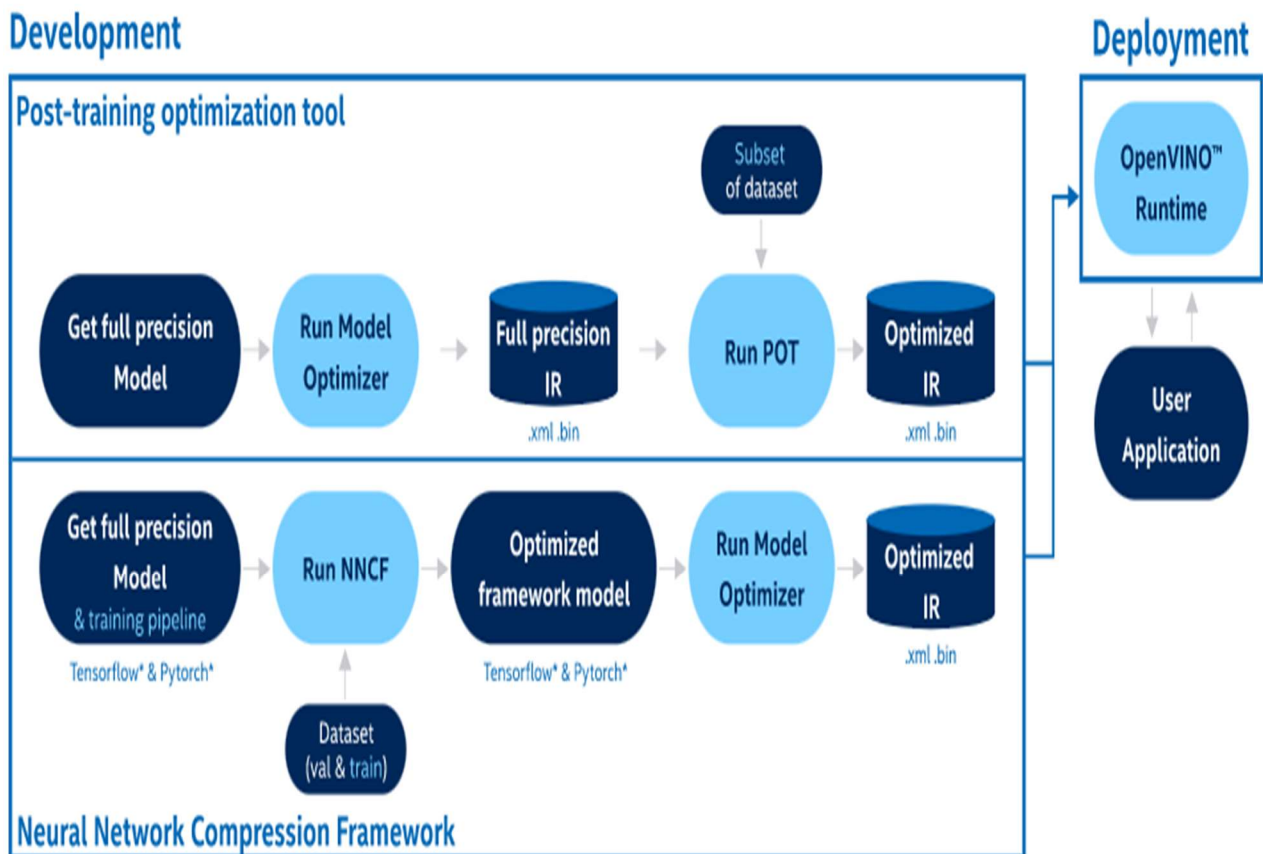 Development
Deployment
Post-training optimization tool
Subset
of dataset
OpenVINO™
Runtime
Get full precision
Model
Run Model
Optimizer
Full precision
IR
.xml .bin
Run POT
Optimized
IR
.xml .bin
User
Application
Get full precision
Model
& training pipeline
Tensorflow* & Pytorch*
Run NNCF
Optimized
framework model
Tensorflow* & Pytorch*
Run Model
Optimizer
Optimized
IR
.xml .bin
Dataset
(val & train)
Neural Network Compression Framework